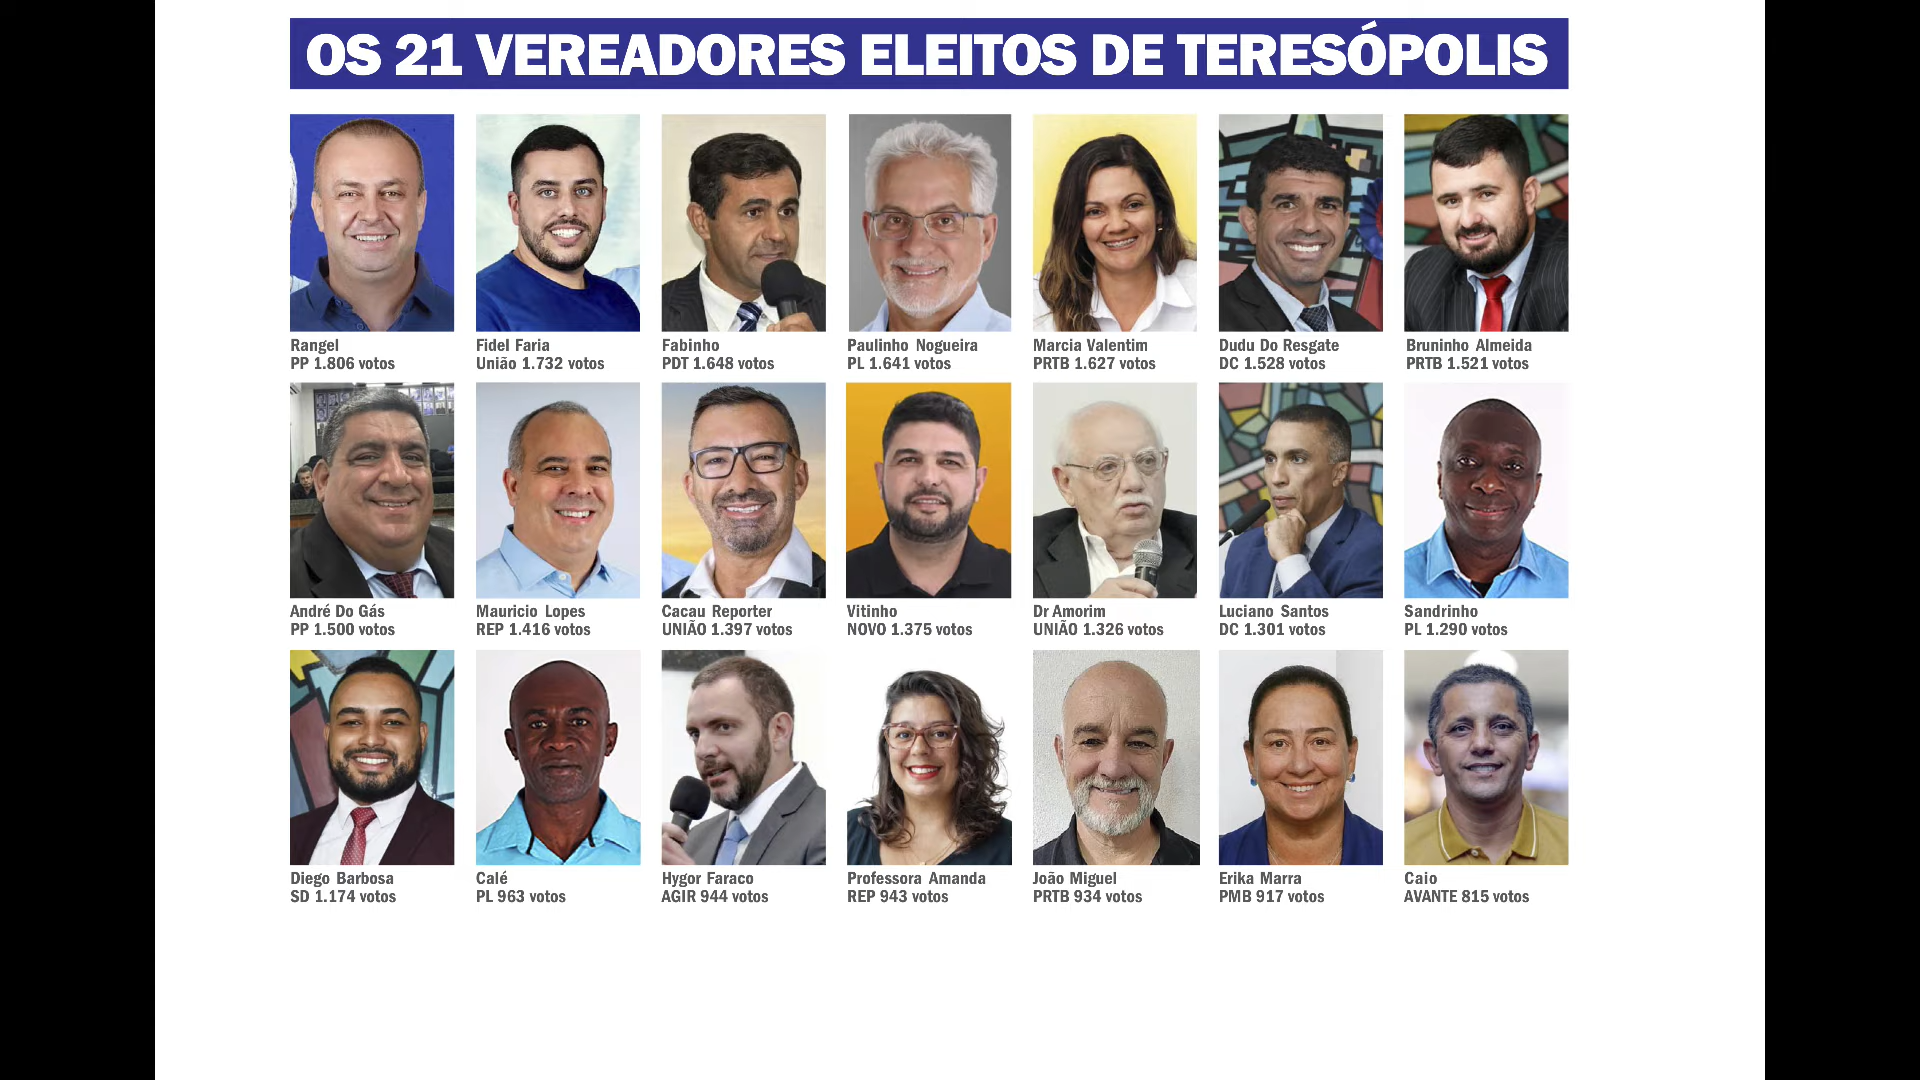 OS 21 VEREADORES ELEITOS DE TERESÓPOLIS
Rangel
PP 1.806 votos
Fidel Faria
União 1.732 votos
Fabinho
PDT 1.648 votos
Paulinho Nogueira
PL 1.641 votos
Marcia Valentim
PRTB 1.627 votos
Dudu Do Resgate
DC 1.528 votos
Bruninho Almeida
PRTB 1.521 votos
André Do Gás
PP 1.500 votos
Mauricio Lopes
REP 1.416 votos
Cacau Reporter
UNIÃO 1.397 votos
Vitinho
NOVO 1.375 votos
Dr Amorim
UNIÃO 1.326 votos
Luciano Santos
DC 1.301 votos
Sandrinho
PL 1.290 votos
Diego Barbosa
SD 1.174 votos
Calé
PL 963 votos
Hygor Faraco
AGIR 944 votos
Professora Amanda
REP 943 votos
João Miguel
PRTB 934 votos
Erika Marra
PMB 917 votos
Caio
AVANTE 815 votos